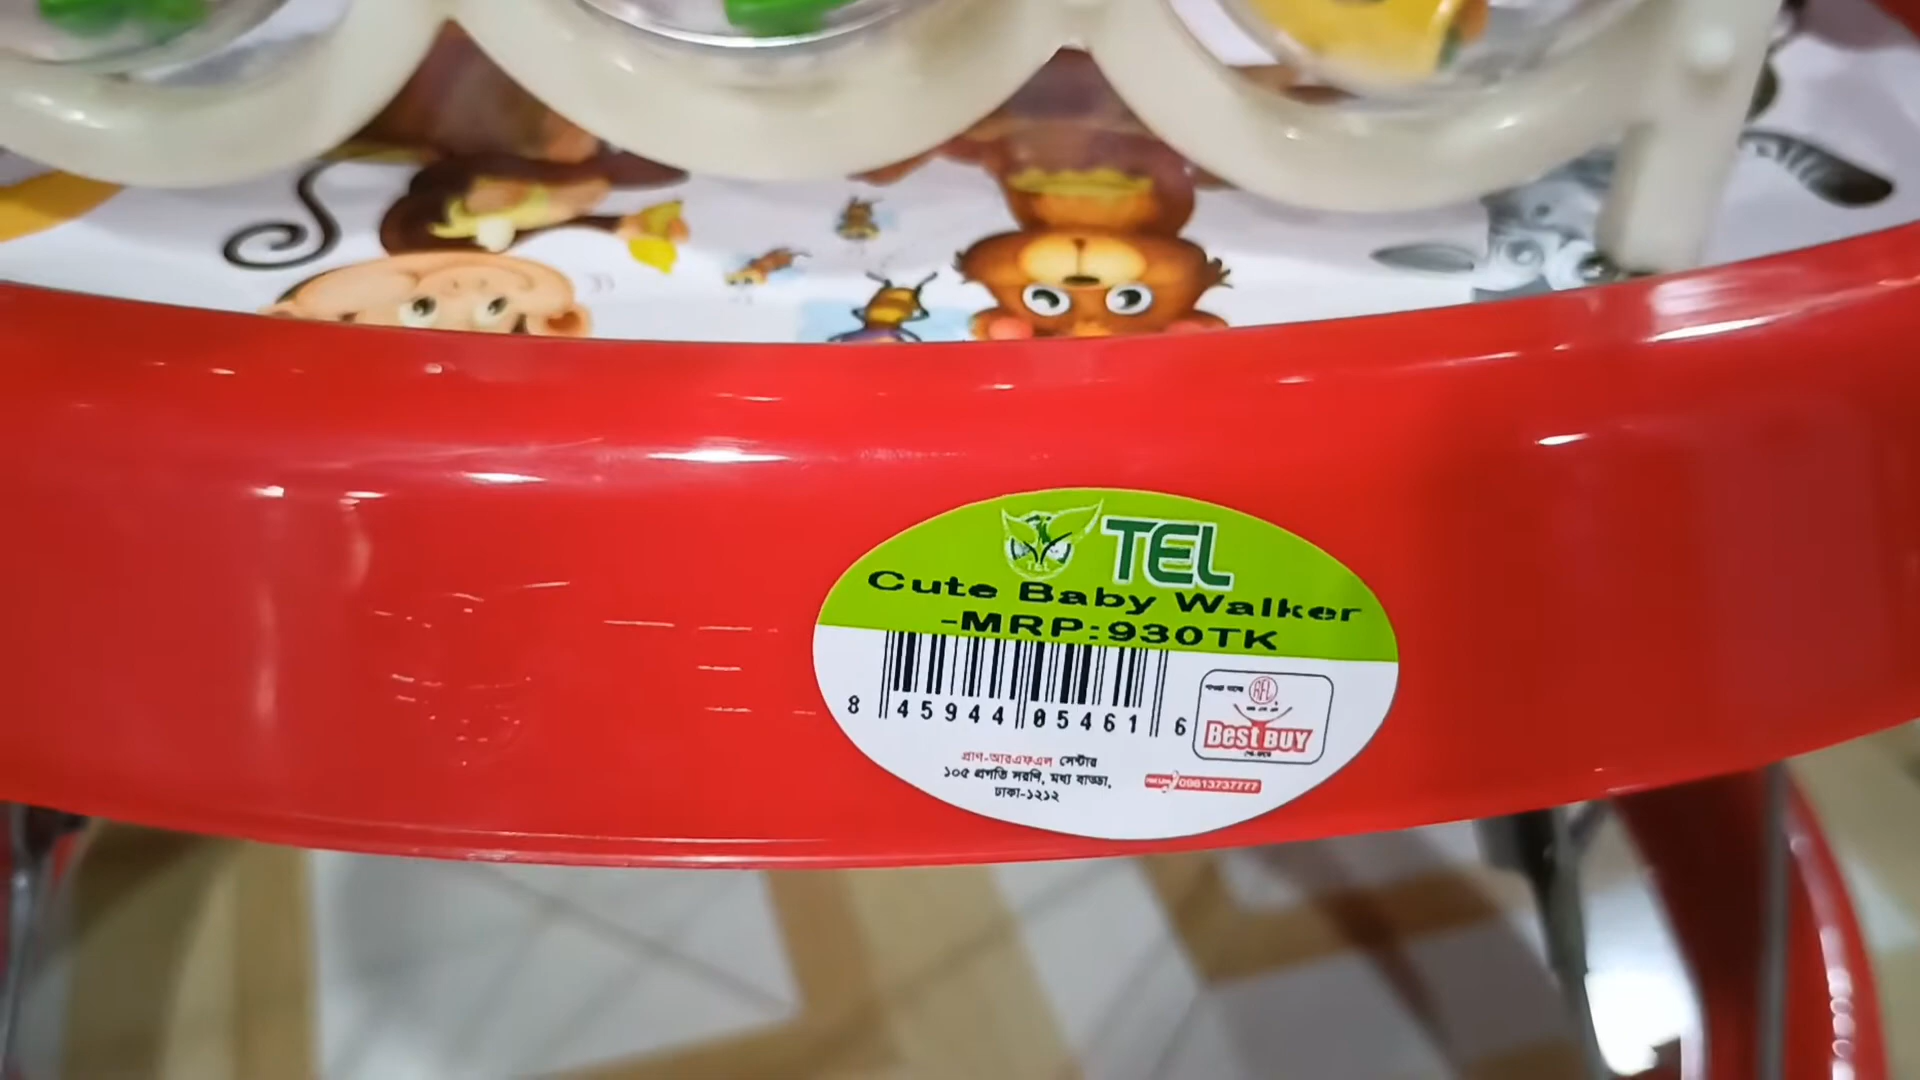 TEL
Cute Baby Walker
-MRP:930TK
8 45944 05461 6
RFL
Best BUY
প্রাণ-আরএফএল সেন্টার
১০৫ প্রগতি সরণি, মধ্য বাড্ডা,
ঢাকা-১২১২
09613737777